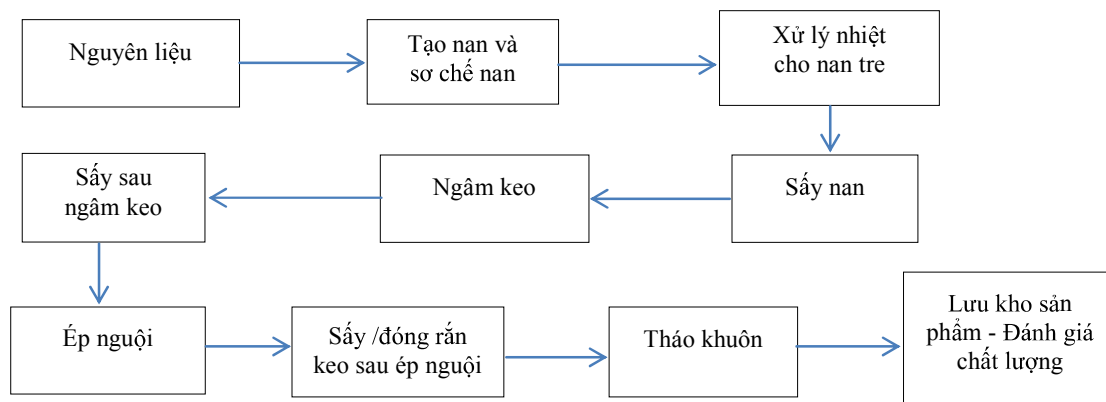 Nguyên liệu
Tạo nan và
sơ chế nan
Xử lý nhiệt
cho nan tre
Sấy nan
Ngâm keo
Sấy sau
ngâm keo
Ép nguội
Sấy /đóng rắn
keo sau ép nguội
Tháo khuôn
Lưu kho sản
phẩm - Đánh giá
chất lượng